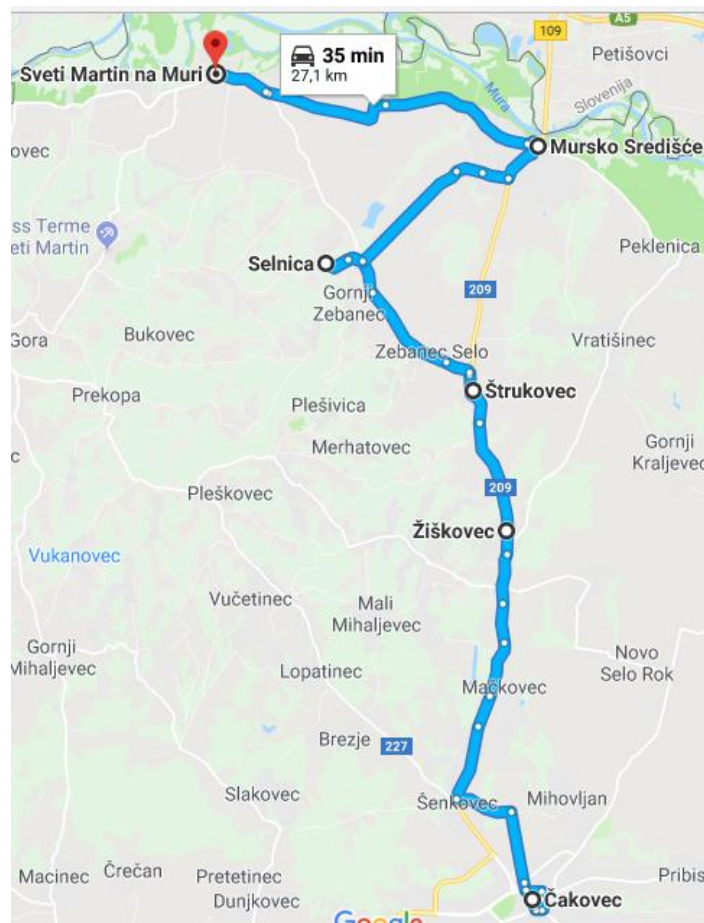 A5
109
Petišovci
35 min
27,1 km
Sveti Martin na Muri
Mura
Slovenija
Mursko Središće
ovec
ss Terme
eti Martin
Selnica
Peklenica
Gornji
Zebanec
209
Gora
Bukovec
Zebanec Selo
Vratišinec
Prekopa
Štrukovec
Plešivica
Merhatovec
Gornji
Kraljevec
c
Pleškovec
209
Žiškovec
Vukanovec
Vučetinec
Mali
Mihaljevec
Gornji
Mihaljevec
Novo
Selo Rok
Lopatinec
Mačkovec
Brezje
227
Slakovec
Šenkovec
Mihovljan
Macinec
Črečan
Pretetinec
Dunjkovec
Čakovec
Pribis
Google